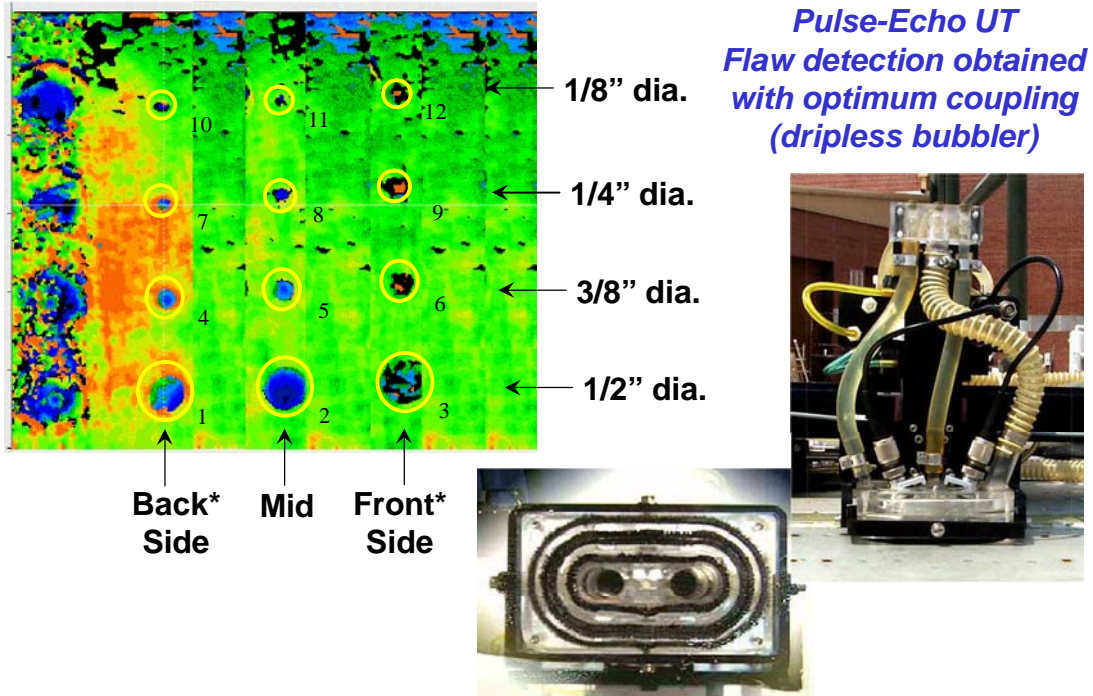 Pulse-Echo UT
Flaw detection obtained
with optimum coupling
(dripless bubbler)
10
11
12
1/8” dia.
7
8
9
1/4” dia.
4
5
6
3/8” dia.
1
2
3
1/2” dia.
Back*
Side
Mid
Front*
Side